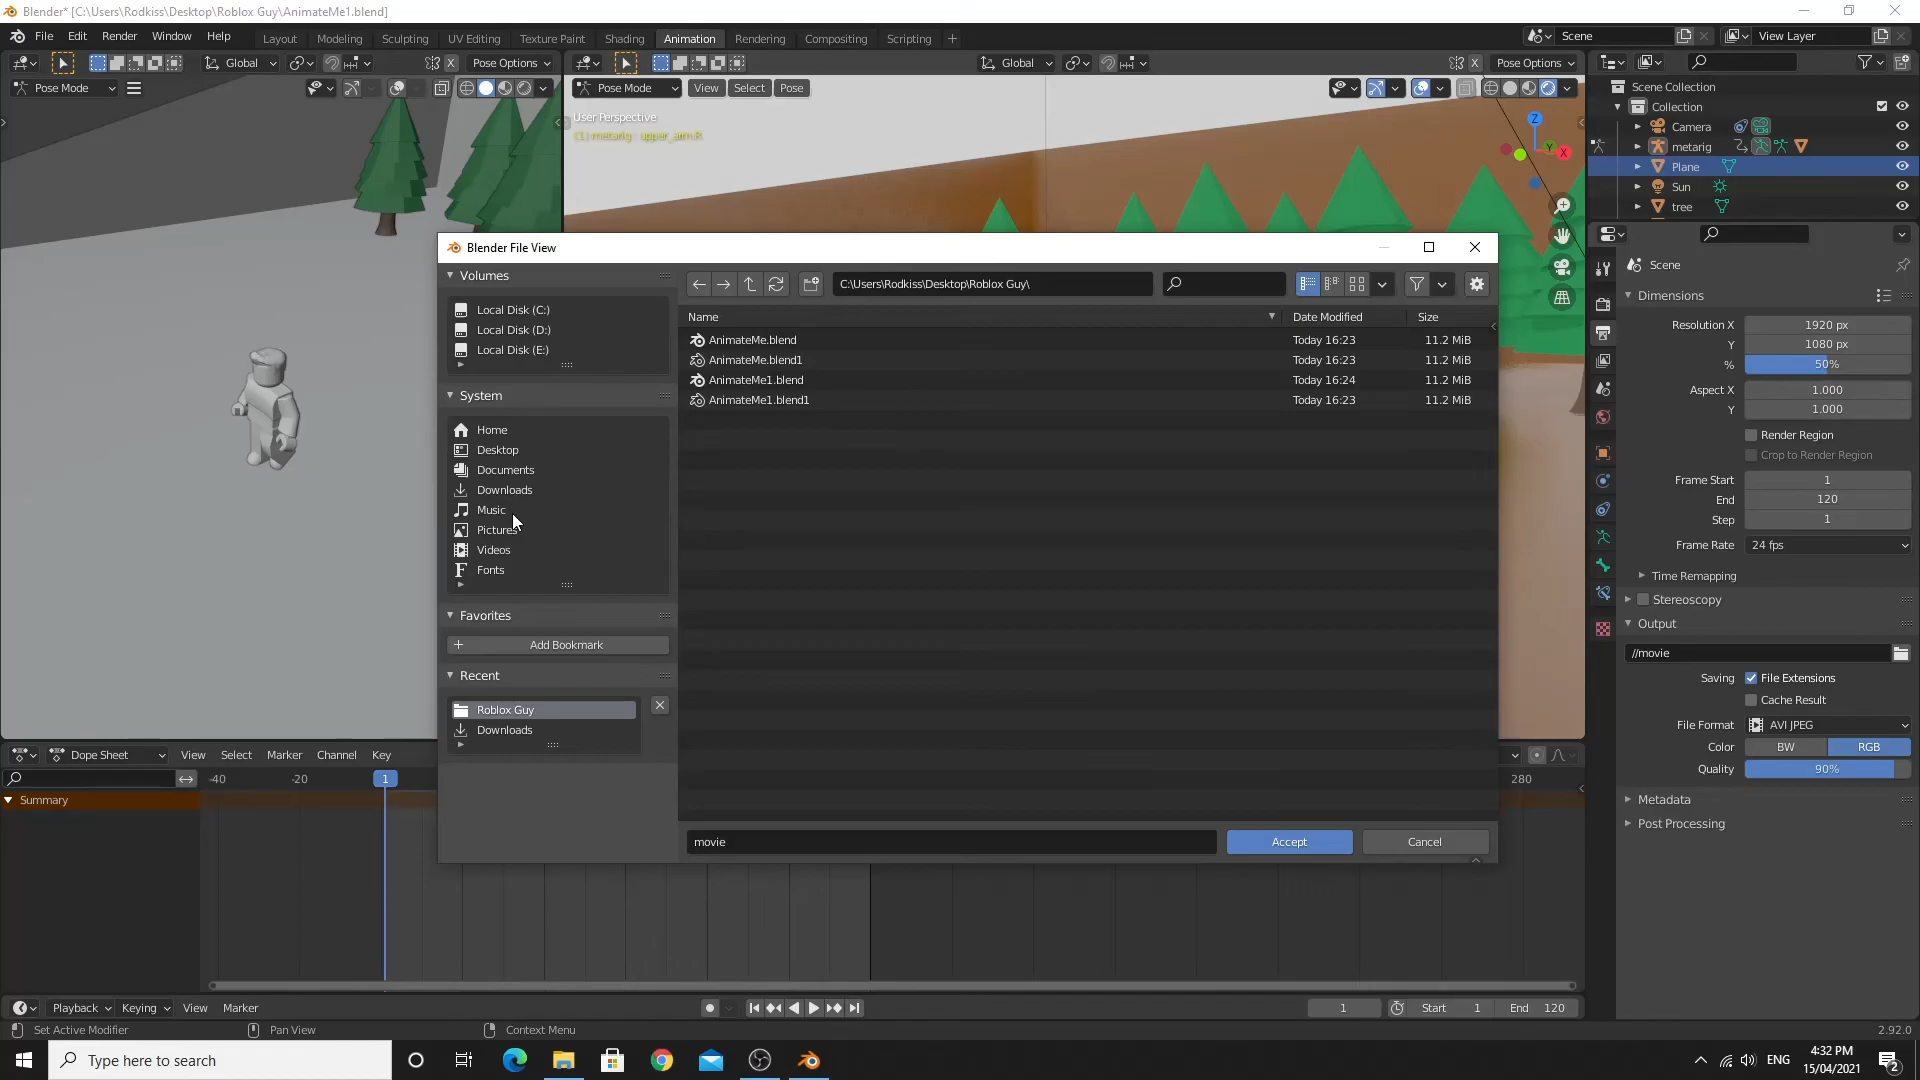 Blender* [C:\Users\Rodkiss\Desktop\Roblox Guy\AnimateMe1.blend]
File Edit Render Window Help Layout Modeling Sculpting UV Editing Texture Paint Shading Animation Rendering Compositing Scripting + Scene View Layer
Global Pose Options Global Pose Options
Pose Mode Pose Mode View Select Pose
User Perspective
(1) metarig : upper_arm.R
Z
Y
X
Scene Collection
Collection
Camera
metarig
Plane
Sun
tree
Blender File View
Volumes
Local Disk (C:)
Local Disk (D:)
Local Disk (E:)
System
Home
Desktop
Documents
Downloads
Music
Pictures
Videos
Fonts
Favorites
+ Add Bookmark
Recent
Roblox Guy
Downloads
C:\Users\Rodkiss\Desktop\Roblox Guy\
Name Date Modified Size
AnimateMe.blend Today 16:23 11.2 MiB
AnimateMe.blend1 Today 16:23 11.2 MiB
AnimateMe1.blend Today 16:24 11.2 MiB
AnimateMe1.blend1 Today 16:23 11.2 MiB
movie Accept Cancel
Scene
Dimensions
Resolution X 1920 px
Y 1080 px
% 50%
Aspect X 1.000
Y 1.000
Render Region
Crop to Render Region
Frame Start 1
End 120
Step 1
Frame Rate 24 fps
Time Remapping
Stereoscopy
Output
//movie
Saving File Extensions
Cache Result
File Format AVI JPEG
Color BW RGB
Quality 90%
Metadata
Post Processing
Dope Sheet View Select Marker Channel Key
-40 -20 1 280
Summary
Playback Keying View Marker 1 Start 1 End 120
Set Active Modifier Pan View Context Menu 2.92.0
Type here to search ENG 4:32 PM
15/04/2021
2